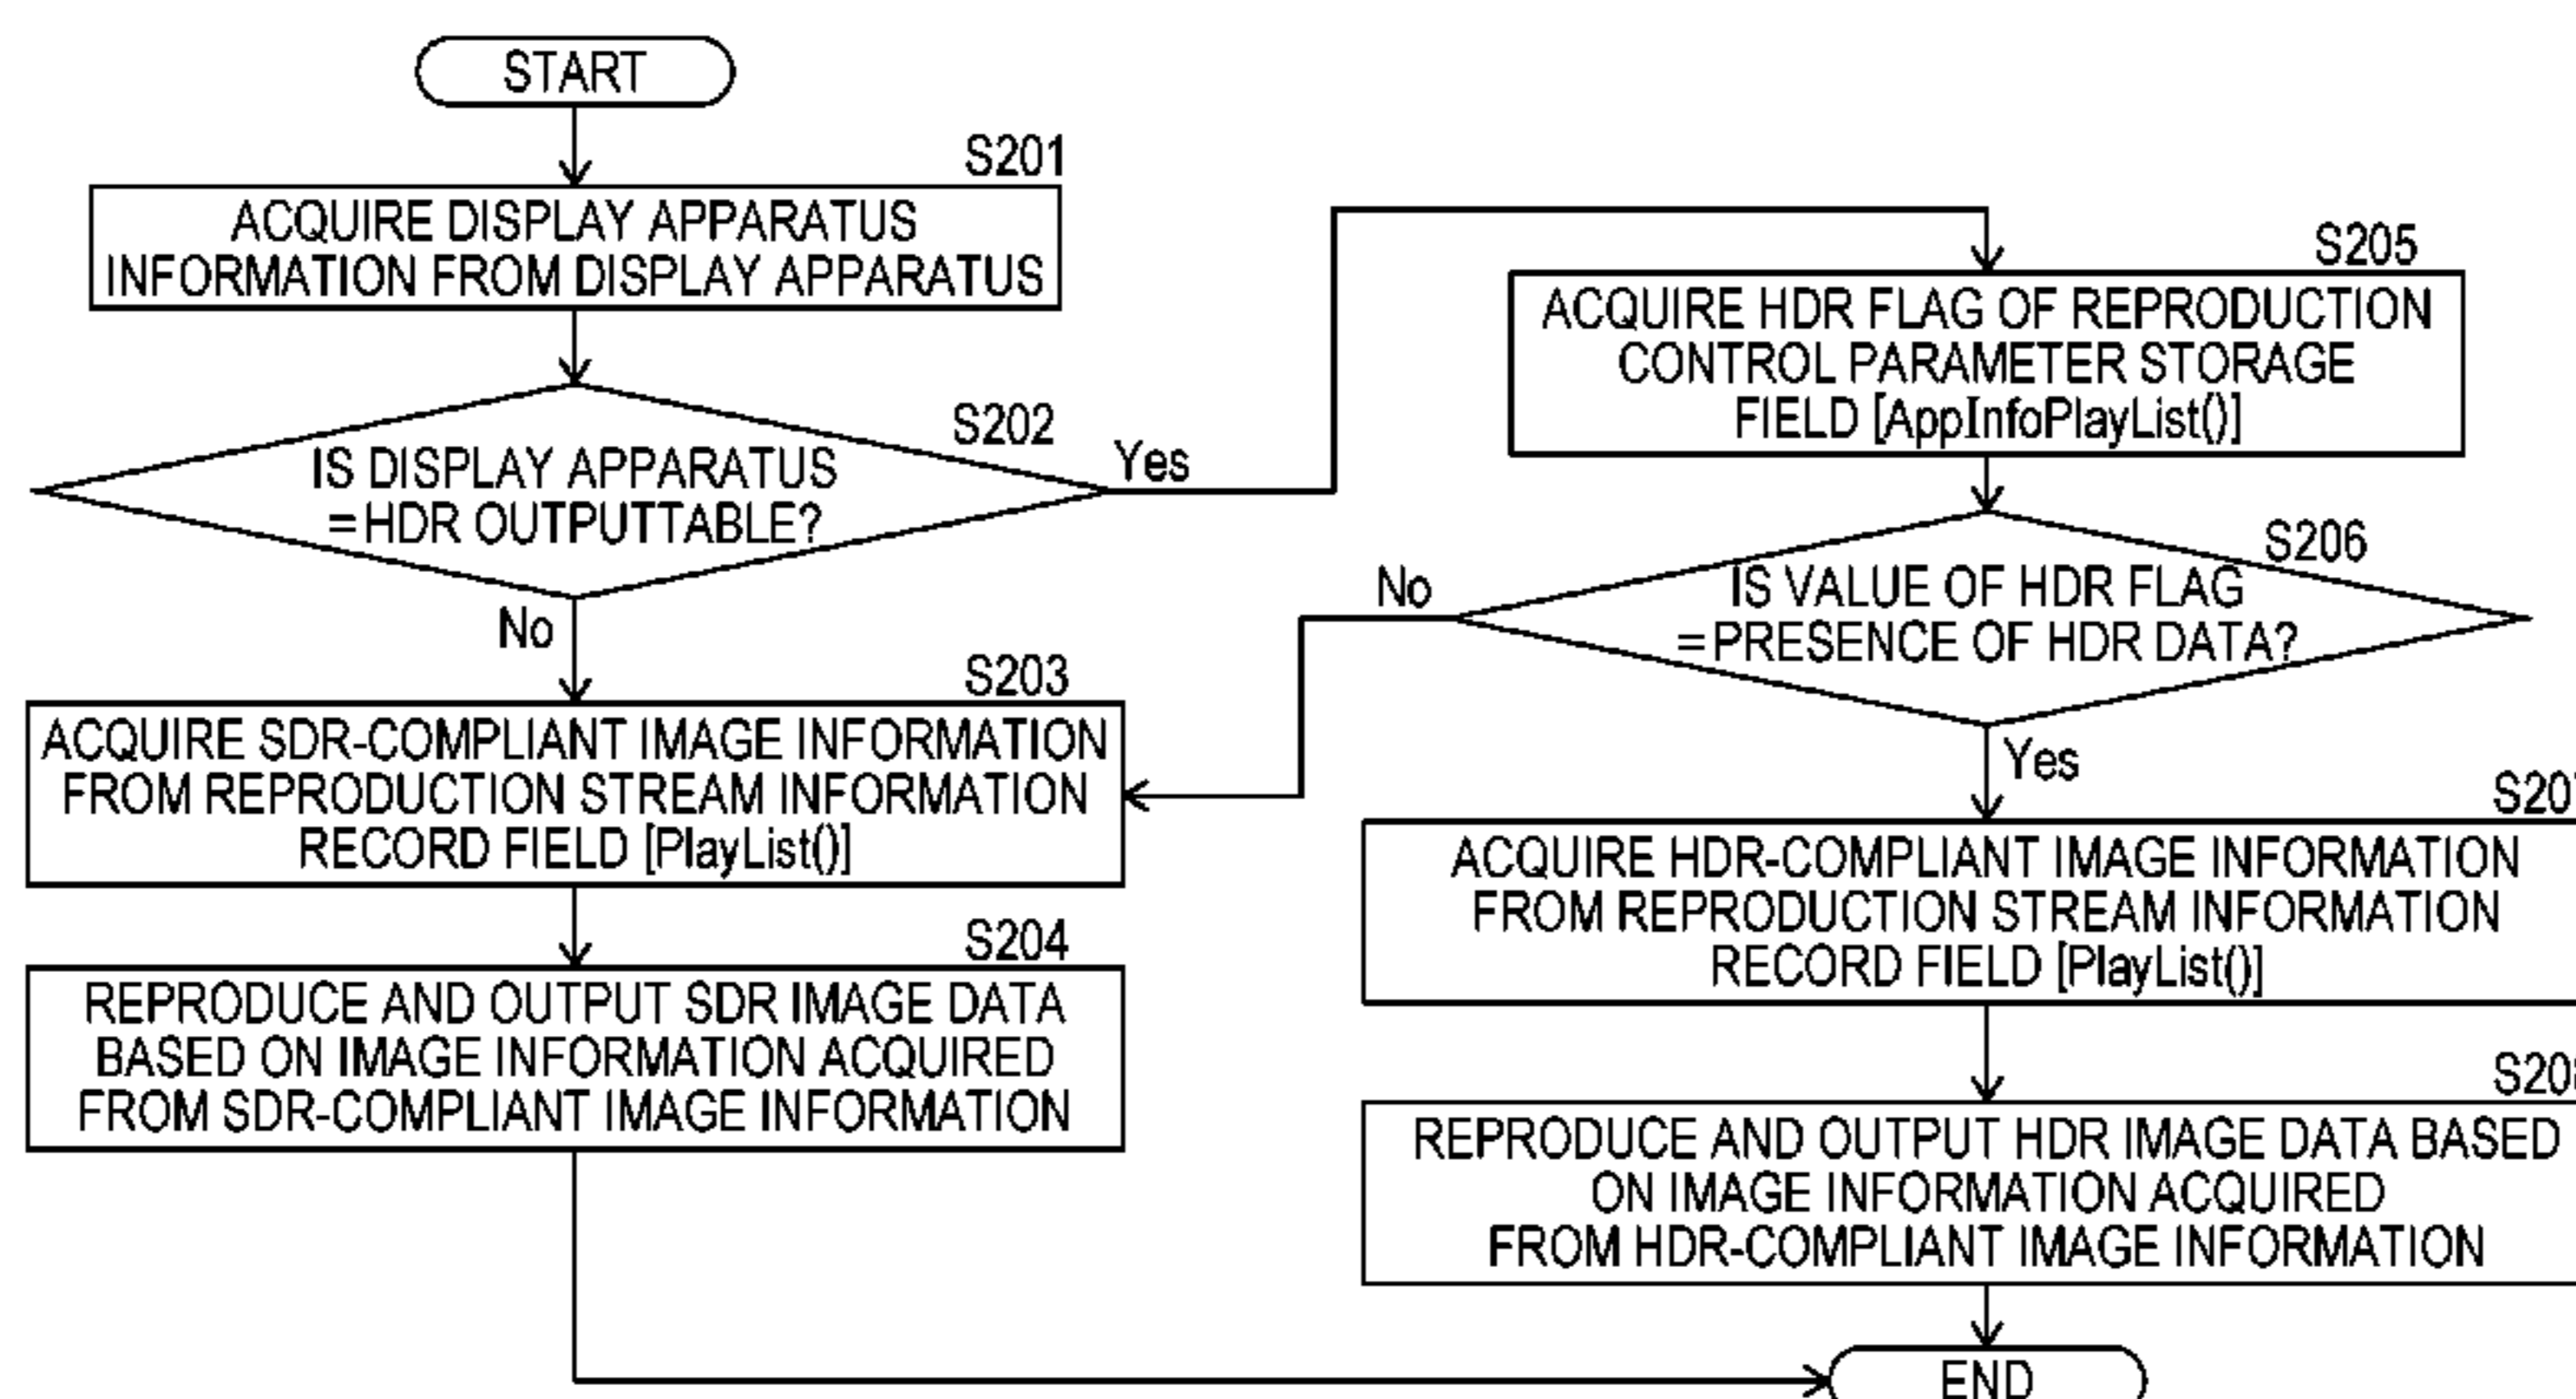 START
S201
ACQUIRE DISPLAY APPARATUS
INFORMATION FROM DISPLAY APPARATUS
S202
IS DISPLAY APPARATUS
=HDR OUTPUTTABLE?
Yes
No
S203
ACQUIRE SDR-COMPLIANT IMAGE INFORMATION
FROM REPRODUCTION STREAM INFORMATION
RECORD FIELD [PlayList()]
S204
REPRODUCE AND OUTPUT SDR IMAGE DATA
BASED ON IMAGE INFORMATION ACQUIRED
FROM SDR-COMPLIANT IMAGE INFORMATION
S205
ACQUIRE HDR FLAG OF REPRODUCTION
CONTROL PARAMETER STORAGE
FIELD [AppInfoPlayList()]
S206
IS VALUE OF HDR FLAG
=PRESENCE OF HDR DATA?
No
Yes
S207
ACQUIRE HDR-COMPLIANT IMAGE INFORMATION
FROM REPRODUCTION STREAM INFORMATION
RECORD FIELD [PlayList()]
S208
REPRODUCE AND OUTPUT HDR IMAGE DATA BASED
ON IMAGE INFORMATION ACQUIRED
FROM HDR-COMPLIANT IMAGE INFORMATION
END